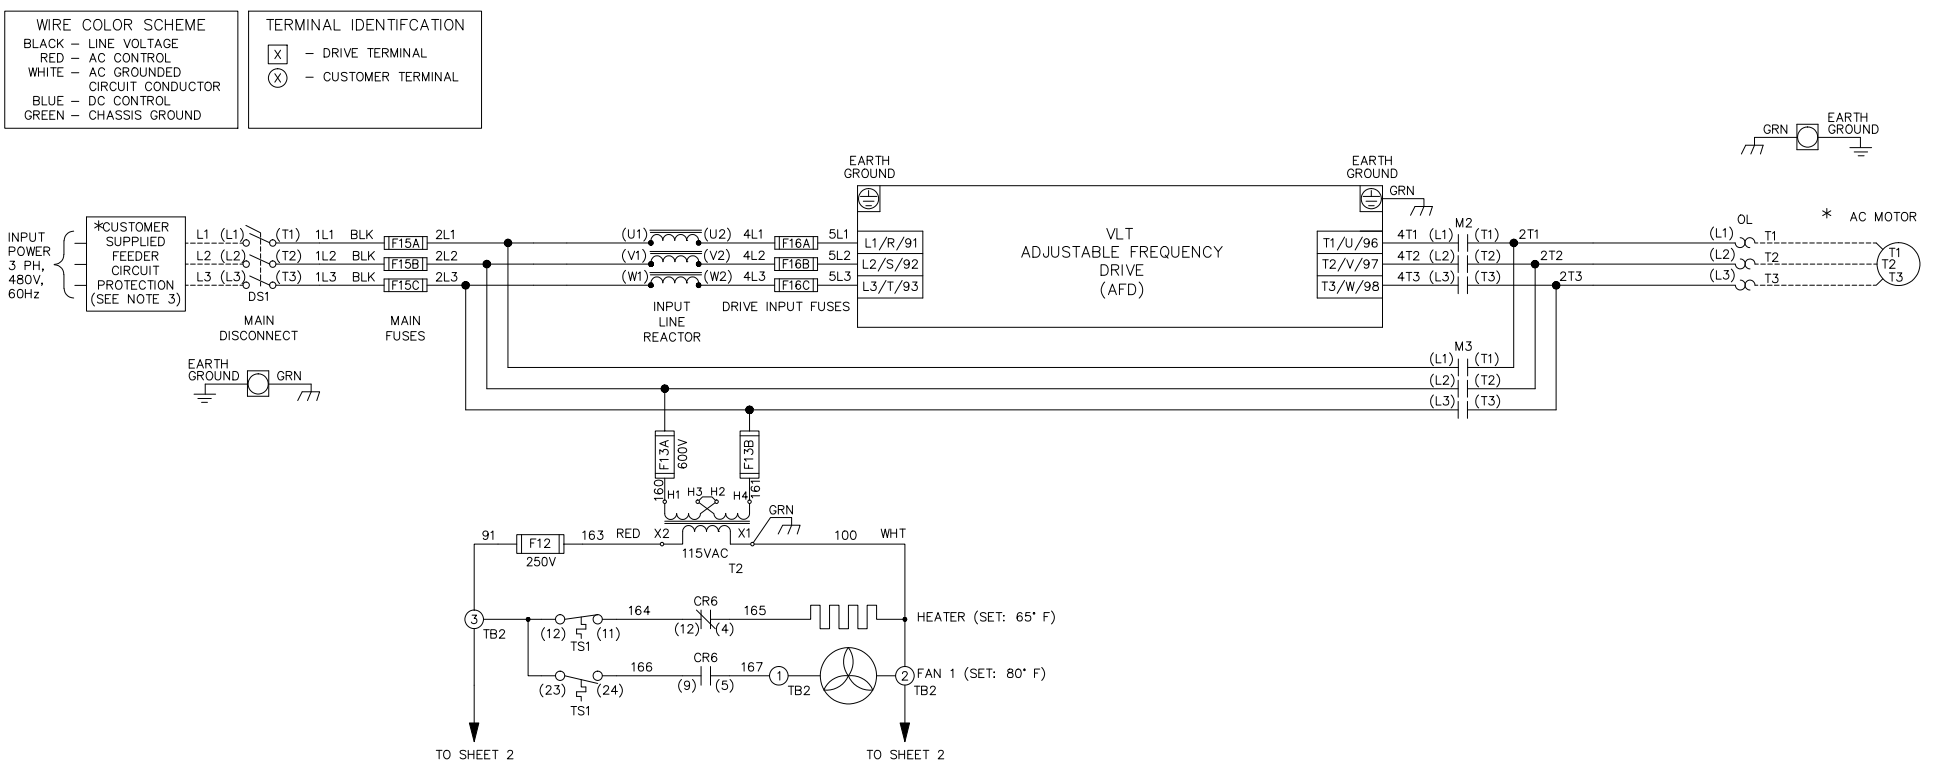 WIRE COLOR SCHEME
BLACK – LINE VOLTAGE
RED – AC CONTROL
WHITE – AC GROUNDED
CIRCUIT CONDUCTOR
BLUE – DC CONTROL
GREEN – CHASSIS GROUND
TERMINAL IDENTIFCATION
X – DRIVE TERMINAL
X – CUSTOMER TERMINAL
INPUT
POWER
3 PH,
480V,
60Hz
*CUSTOMER
SUPPLIED
FEEDER
CIRCUIT
PROTECTION
(SEE NOTE 3)
L1 (L1) (T1) 1L1 BLK F15A 2L1
L2 (L2) (T2) 1L2 BLK F15B 2L2
L3 (L3) (T3) 1L3 BLK F15C 2L3
DS1
MAIN
DISCONNECT
MAIN
FUSES
EARTH
GROUND GRN
(U1) (U2) 4L1 F16A 5L1
(V1) (V2) 4L2 F16B 5L2
(W1) (W2) 4L3 F16C 5L3
INPUT
LINE
REACTOR
DRIVE INPUT FUSES
EARTH
GROUND
L1/R/91
L2/S/92
L3/T/93
VLT
ADJUSTABLE FREQUENCY
DRIVE
(AFD)
EARTH
GROUND
GRN
T1/U/96
T2/V/97
T3/W/98
M2
4T1 (L1) (T1) 2T1
4T2 (L2) (T2) 2T2
4T3 (L3) (T3) 2T3
M3
(L1) (T1)
(L2) (T2)
(L3) (T3)
GRN EARTH
GROUND
OL
(L1) T1
(L2) T2
(L3) T3
* AC MOTOR
T1
T2
T3
F13A
600V
F13B
160
161
H1 H3 H2 H4
GRN
91 F12 163 RED X2 X1 100 WHT
250V
115VAC
T2
3
TB2
(12) (11)
TS1
164
CR6
(12) (4)
165
HEATER (SET: 65° F)
(23) (24)
TS1
166
CR6
(9) (5)
167
1
TB2
2
TB2
FAN 1 (SET: 80° F)
TO SHEET 2
TO SHEET 2